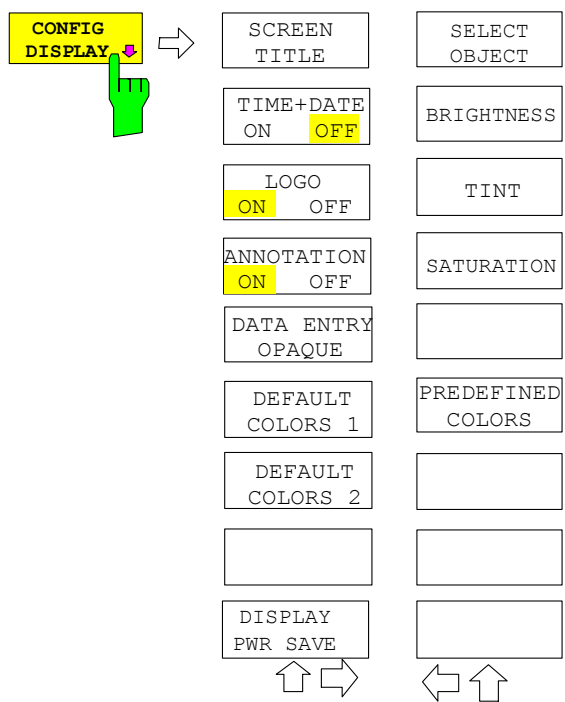 CONFIG
DISPLAY
SCREEN
TITLE
TIME+DATE
ON OFF
LOGO
ON OFF
ANNOTATION
ON OFF
DATA ENTRY
OPAQUE
DEFAULT
COLORS 1
DEFAULT
COLORS 2
DISPLAY
PWR SAVE
SELECT
OBJECT
BRIGHTNESS
TINT
SATURATION
PREDEFINED
COLORS